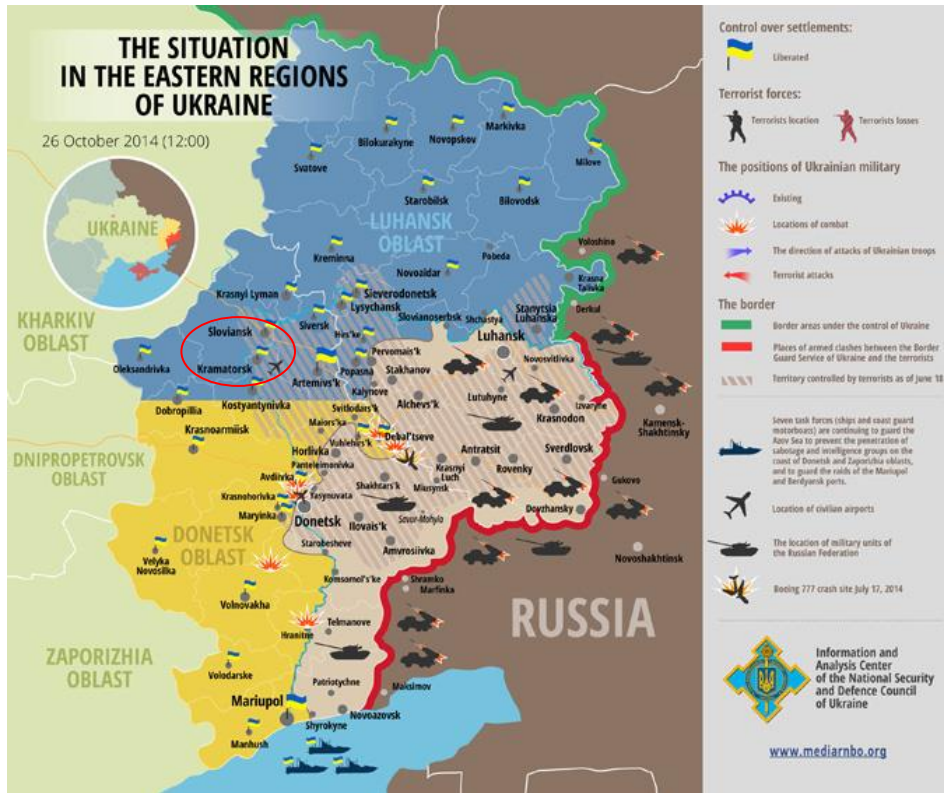 THE SITUATION
IN THE EASTERN REGIONS
OF UKRAINE
26 October 2014 (12:00)
UKRAINE
KHARKIV
OBLAST
DNIPROPETROVSK
OBLAST
ZAPORIZHIA
OBLAST
LUHANSK
OBLAST
DONETSK
OBLAST
RUSSIA
Svatove
Bilokurakyne
Novopskov
Markivka
Milove
Starobilsk
Bilovodsk
Kreminna
Novoaidar
Pobeda
Voloshino
Krasna
Talivka
Derkul
Krasnyi Lyman
Sieverodonetsk
Lysychansk
Slovianoserbsk
Shchastya
Stanytsia
Luhanska
Sloviansk
Siversk
Hirs'ke
Luhansk
Oleksandrivka
Kramatorsk
Artemivs'k
Popasna
Pervomais'k
Stakhanov
Novosvitlivka
Kalynove
Dobropillia
Kostyantynivka
Svitlodars'k
Alchevs'k
Lutuhyne
Izvaryne
Krasnodon
Kamensk-
Shakhtinsky
Krasnoarmiisk
Maiors'ka
Vuhlehirs'k
Debal'tseve
Horlivka
Panteleimonivka
Antratsit
Sverdlovsk
Krasnyi
Luch
Rovenky
Avdiivka
Yasynuvata
Shakhtars'k
Miusynsk
Gukovo
Krasnohorivka
Maryinka
Donetsk
Ilovais'k
Savur-Mohyla
Dovzhansky
Velyka
Novosilka
Starobesheve
Amvrosiivka
Novoshakhtinsk
Komsomol's'ke
Shramko
Marfinka
Volnovakha
Hranitne
Telmanove
Volodarske
Patriotychne
Maksimov
Mariupol
Shyrokyne
Novoazovsk
Manhush
Control over settlements:
Liberated
Terrorist forces:
Terrorists location
Terrorists losses
The positions of Ukrainian military
Existing
Locations of combat
The direction of attacks of Ukrainian troops
Terrorist attacks
The border
Border areas under the control of Ukraine
Places of armed clashes between the Border
Guard Service of Ukraine and the terrorists
Territory controlled by terrorists as of June 18
Seven task forces (ships and coast guard
motorboats) are continuing to guard the
Azov Sea to prevent the penetration of
sabotage and intelligence groups on the
coast of Donetsk and Zaporizhia oblasts,
and to guard the raids of the Mariupol
and Berdyansk ports.
Location of civilian airports
The location of military units of
the Russian Federation
Boeing 777 crash site July 17, 2014
Information and
Analysis Center
of the National Security
and Defence Council
of Ukraine
www.mediarnbo.org